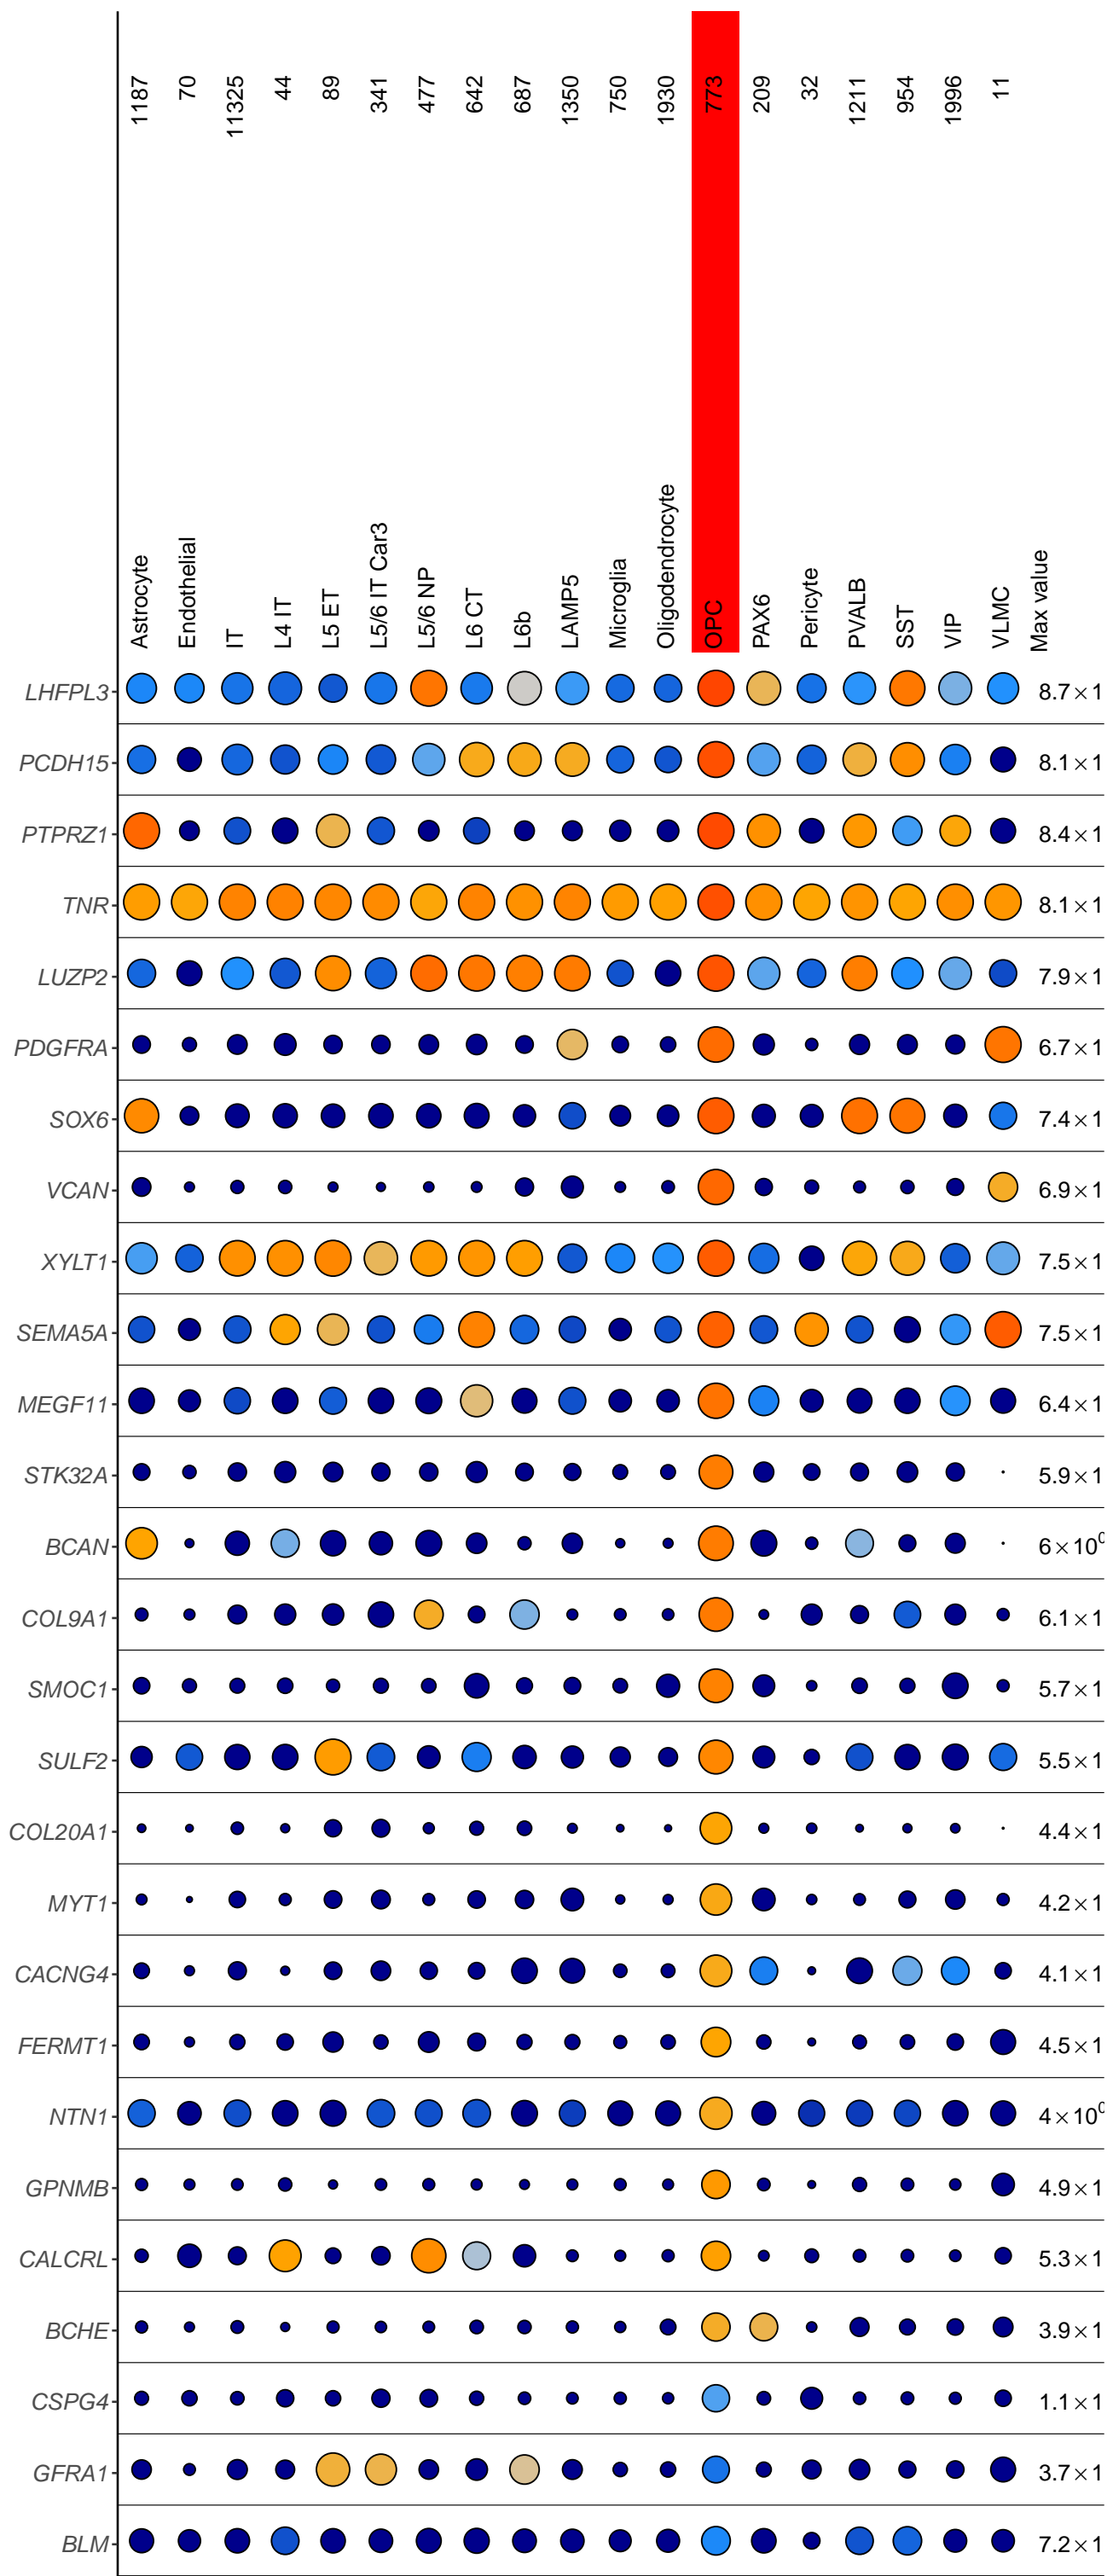 1187 70 11325 44 89 341 477 642 687 1350 750 1930 773 209 32 1211 954 1996 11
Astrocyte Endothelial IT L4 IT L5 ET L5/6 IT Car3 L5/6 NP L6 CT L6b LAMP5 Microglia Oligodendrocyte OPC PAX6 Pericyte PVALB SST VIP VLMC Max value
LHFPL3 8.7×1
PCDH15 8.1×1
PTPRZ1 8.4×1
TNR 8.1×1
LUZP2 7.9×1
PDGFRA 6.7×1
SOX6 7.4×1
VCAN 6.9×1
XYLT1 7.5×1
SEMA5A 7.5×1
MEGF11 6.4×1
STK32A 5.9×1
BCAN 6×10⁰
COL9A1 6.1×1
SMOC1 5.7×1
SULF2 5.5×1
COL20A1 4.4×1
MYT1 4.2×1
CACNG4 4.1×1
FERMT1 4.5×1
NTN1 4×10⁰
GPNMB 4.9×1
CALCRL 5.3×1
BCHE 3.9×1
CSPG4 1.1×1
GFRA1 3.7×1
BLM 7.2×1